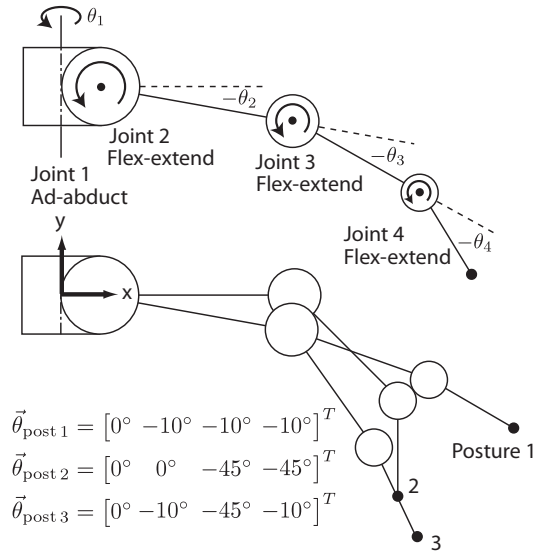 θ₁
−θ₂
Joint 2
Flex-extend
Joint 3
Flex-extend
−θ₃
Joint 1
Ad-abduct
Joint 4
Flex-extend
−θ₄
y
x
θ⃗ post 1 = [0° −10° −10° −10°]ᵀ
Posture 1
θ⃗ post 2 = [0° 0° −45° −45°]ᵀ
2
θ⃗ post 3 = [0° −10° −45° −10°]ᵀ
3